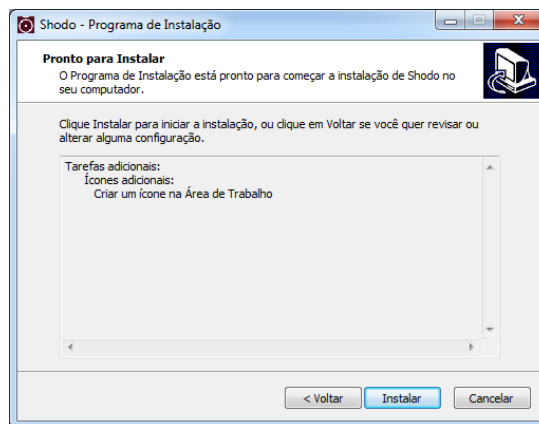 Shodo - Programa de Instalação
Pronto para Instalar
O Programa de Instalação está pronto para começar a instalação de Shodo no
seu computador.
Clique Instalar para iniciar a instalação, ou clique em Voltar se você quer revisar ou
alterar alguma configuração.
Tarefas adicionais:
Ícones adicionais:
Criar um ícone na Área de Trabalho
< Voltar
Instalar
Cancelar